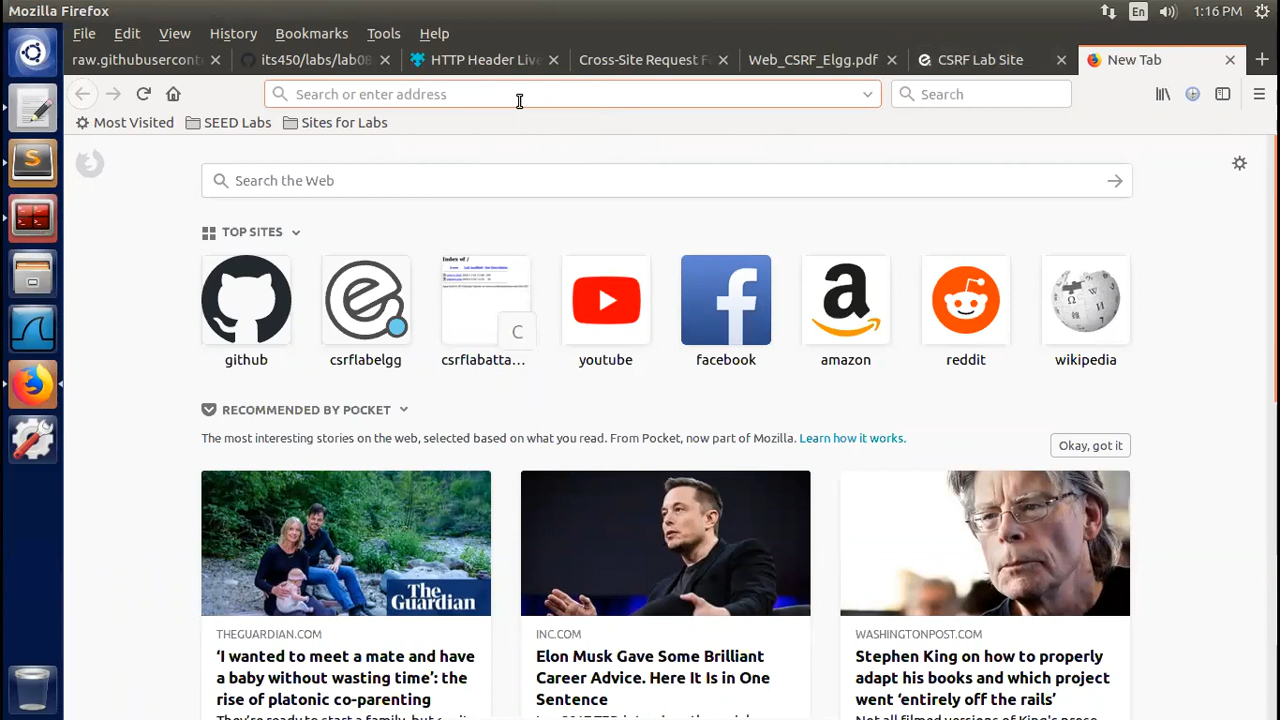 Mozilla Firefox
En
1:16 PM
File Edit View History Bookmarks Tools Help
raw.githubusercont
its450/labs/lab08
HTTP Header Live
Cross-Site Request F
Web_CSRF_Elgg.pdf
CSRF Lab Site
New Tab
Search or enter address
Search
Most Visited
SEED Labs
Sites for Labs
Search the Web
TOP SITES
C
github
csrflabelgg
csrflabatta...
youtube
facebook
amazon
reddit
wikipedia
RECOMMENDED BY POCKET
The most interesting stories on the web, selected based on what you read. From Pocket, now part of Mozilla. Learn how it works.
Okay, got it
The Guardian
THEGUARDIAN.COM
'I wanted to meet a mate and have
a baby without wasting time': the
rise of platonic co-parenting
INC.COM
Elon Musk Gave Some Brilliant
Career Advice. Here It Is in One
Sentence
WASHINGTONPOST.COM
Stephen King on how to properly
adapt his books and which project
went 'entirely off the rails'